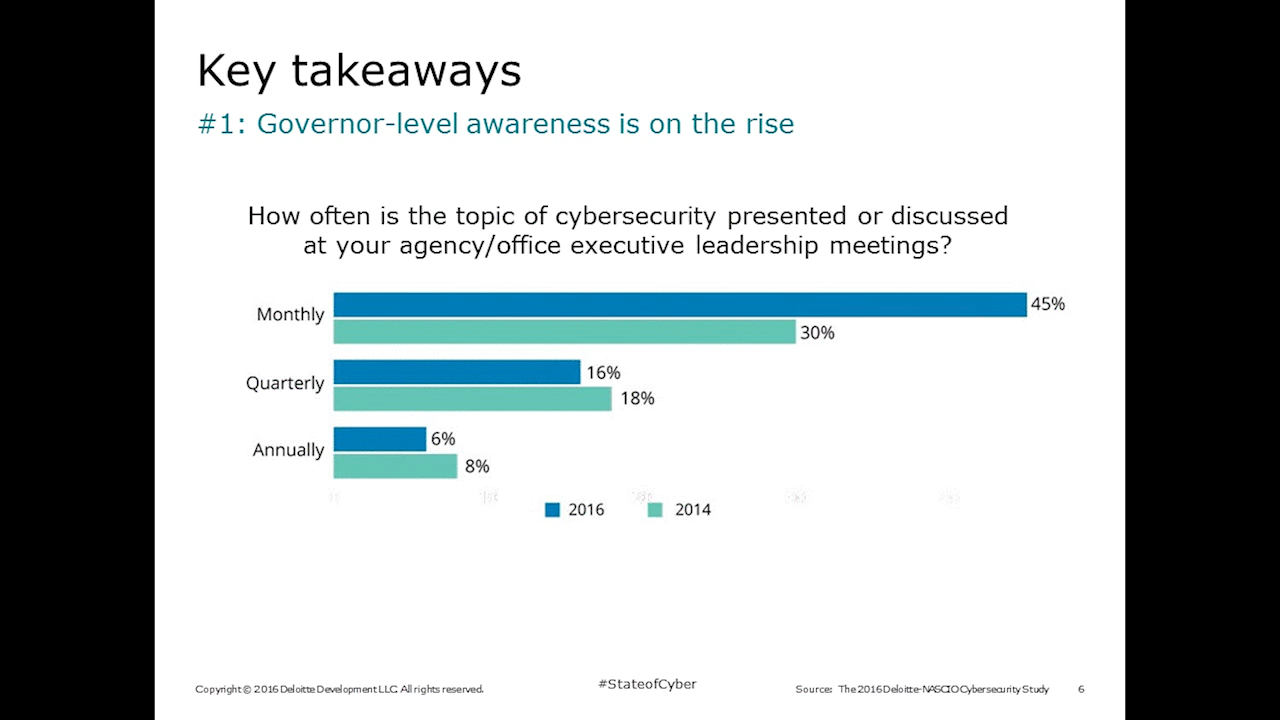 Key takeaways
#1: Governor-level awareness is on the rise
How often is the topic of cybersecurity presented or discussed
at your agency/office executive leadership meetings?
Monthly
45%
30%
Quarterly
16%
18%
Annually
6%
8%
2016
2014
Copyright © 2016 Deloitte Development LLC. All rights reserved.
#StateofCyber
Source: The 2016 Deloitte-NASCIO Cybersecurity Study
6